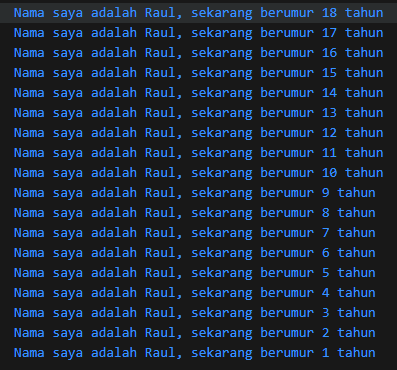 Nama saya adalah Raul, sekarang berumur 18 tahun
Nama saya adalah Raul, sekarang berumur 17 tahun
Nama saya adalah Raul, sekarang berumur 16 tahun
Nama saya adalah Raul, sekarang berumur 15 tahun
Nama saya adalah Raul, sekarang berumur 14 tahun
Nama saya adalah Raul, sekarang berumur 13 tahun
Nama saya adalah Raul, sekarang berumur 12 tahun
Nama saya adalah Raul, sekarang berumur 11 tahun
Nama saya adalah Raul, sekarang berumur 10 tahun
Nama saya adalah Raul, sekarang berumur 9 tahun
Nama saya adalah Raul, sekarang berumur 8 tahun
Nama saya adalah Raul, sekarang berumur 7 tahun
Nama saya adalah Raul, sekarang berumur 6 tahun
Nama saya adalah Raul, sekarang berumur 5 tahun
Nama saya adalah Raul, sekarang berumur 4 tahun
Nama saya adalah Raul, sekarang berumur 3 tahun
Nama saya adalah Raul, sekarang berumur 2 tahun
Nama saya adalah Raul, sekarang berumur 1 tahun